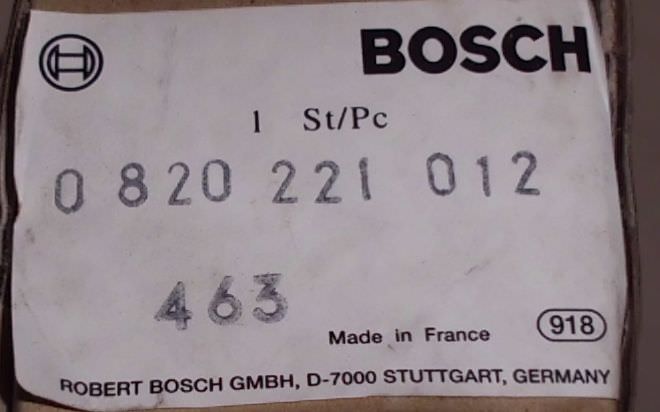 BOSCH
1 St/Pc
0 820 221 012
463
Made in France 918
ROBERT BOSCH GMBH, D-7000 STUTTGART, GERMANY